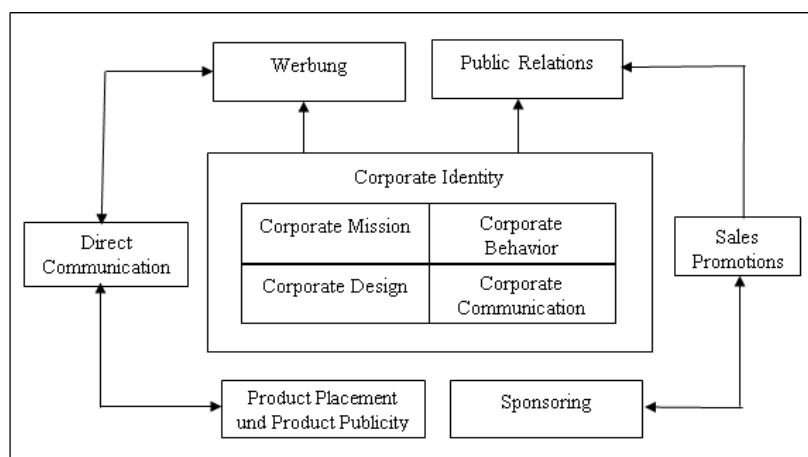 Werbung
Public Relations
Corporate Identity
Corporate Mission
Corporate
Behavior
Direct
Communication
Sales
Promotions
Corporate Design
Corporate
Communication
Product Placement
und Product Publicity
Sponsoring